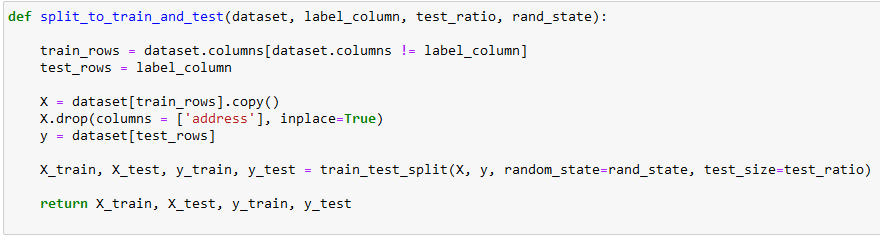 def split_to_train_and_test(dataset, label_column, test_ratio, rand_state):
train_rows = dataset.columns[dataset.columns != label_column]
test_rows = label_column
X = dataset[train_rows].copy()
X.drop(columns = ['address'], inplace=True)
y = dataset[test_rows]
X_train, X_test, y_train, y_test = train_test_split(X, y, random_state=rand_state, test_size=test_ratio)
return X_train, X_test, y_train, y_test